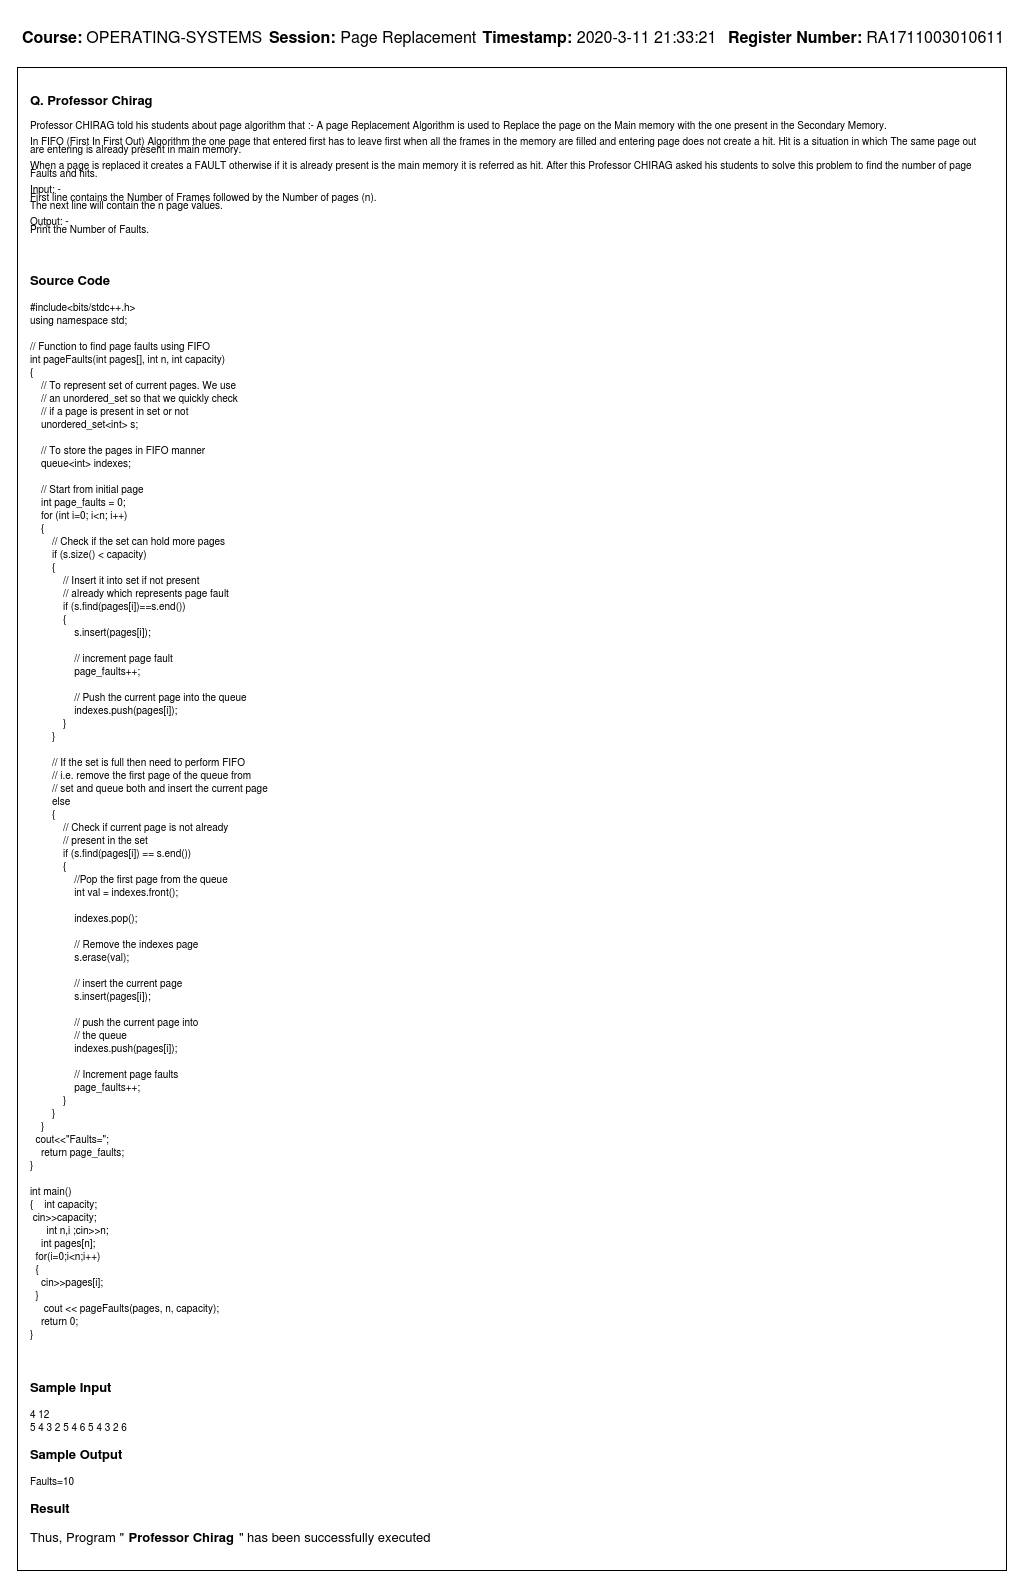 Course: OPERATING-SYSTEMS Session: Page Replacement Timestamp: 2020-3-11 21:33:21 Register Number: RA1711003010611
Q. Professor Chirag
Professor CHIRAG told his students about page algorithm that :- A page Replacement Algorithm is used to Replace the page on the Main memory with the one present in the Secondary Memory.
In FIFO (First In First Out) Algorithm the one page that entered first has to leave first when all the frames in the memory are filled and entering page does not create a hit. Hit is a situation in which The same page out
are entering is already present in main memory.
When a page is replaced it creates a FAULT otherwise if it is already present is the main memory it is referred as hit. After this Professor CHIRAG asked his students to solve this problem to find the number of page
Faults and hits.
Input: -
First line contains the Number of Frames followed by the Number of pages (n).
The next line will contain the n page values.
Output: -
Print the Number of Faults.
Source Code
#include<bits/stdc++.h>
using namespace std;
// Function to find page faults using FIFO
int pageFaults(int pages[], int n, int capacity)
{
// To represent set of current pages. We use
// an unordered_set so that we quickly check
// if a page is present in set or not
unordered_set<int> s;
// To store the pages in FIFO manner
queue<int> indexes;
// Start from initial page
int page_faults = 0;
for (int i=0; i<n; i++)
{
// Check if the set can hold more pages
if (s.size() < capacity)
{
// Insert it into set if not present
// already which represents page fault
if (s.find(pages[i])==s.end())
{
s.insert(pages[i]);
// increment page fault
page_faults++;
// Push the current page into the queue
indexes.push(pages[i]);
}
}
// If the set is full then need to perform FIFO
// i.e. remove the first page of the queue from
// set and queue both and insert the current page
else
{
// Check if current page is not already
// present in the set
if (s.find(pages[i]) == s.end())
{
//Pop the first page from the queue
int val = indexes.front();
indexes.pop();
// Remove the indexes page
s.erase(val);
// insert the current page
s.insert(pages[i]);
// push the current page into
// the queue
indexes.push(pages[i]);
// Increment page faults
page_faults++;
}
}
}
cout<<"Faults=";
return page_faults;
}
int main()
{ int capacity;
cin>>capacity;
int n,i ;cin>>n;
int pages[n];
for(i=0;i<n;i++)
{
cin>>pages[i];
}
cout << pageFaults(pages, n, capacity);
return 0;
}
Sample Input
4 12
5 4 3 2 5 4 6 5 4 3 2 6
Sample Output
Faults=10
Result
Thus, Program " Professor Chirag " has been successfully executed